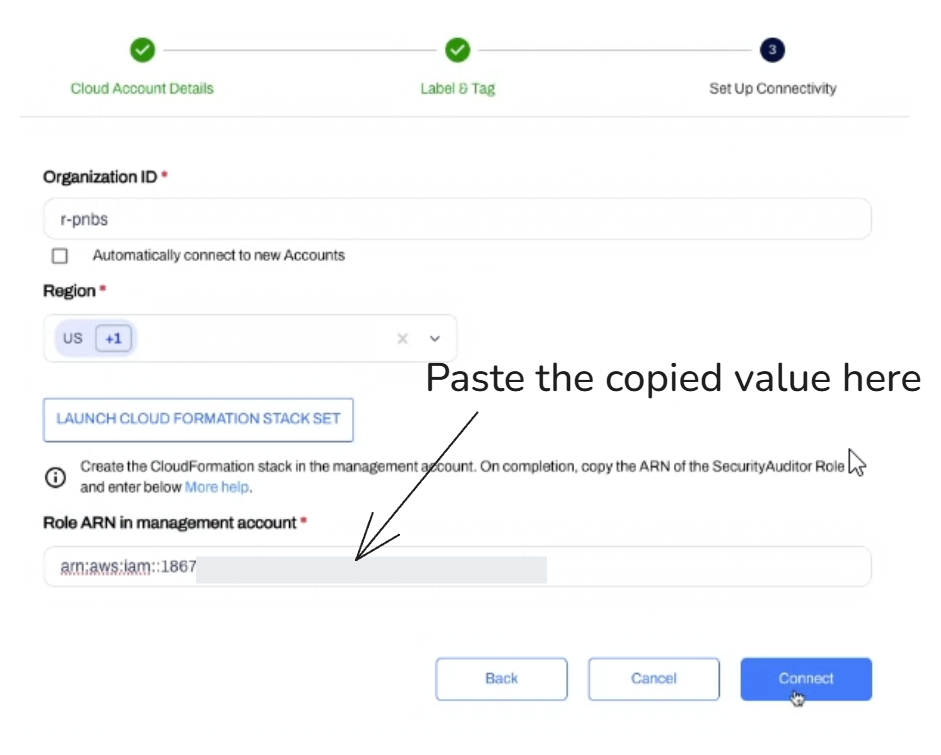 3
Cloud Account Details
Label & Tag
Set Up Connectivity
Organization ID *
r-pnbs
Automatically connect to new Accounts
Region *
US +1
Paste the copied value here
LAUNCH CLOUD FORMATION STACK SET
Create the CloudFormation stack in the management account. On completion, copy the ARN of the SecurityAuditor Role
and enter below More help.
Role ARN in management account *
arn:aws:iam::1867
Back
Cancel
Connect